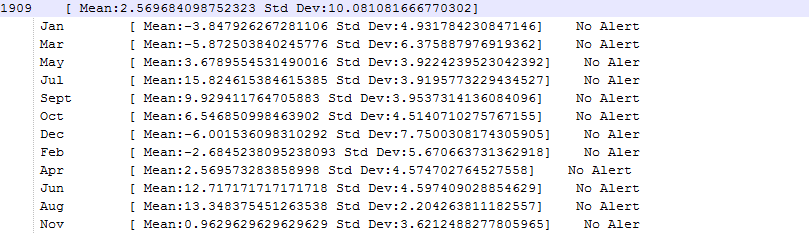 1909 [ Mean:2.569684098752323 Std Dev:10.081081666770302]
Jan [ Mean:-3.847926267281106 Std Dev:4.931784230847146] No Alert
Mar [ Mean:-5.872503840245776 Std Dev:6.375887976919362] No Alert
May [ Mean:3.6789554531490016 Std Dev:3.9224239523042392] No Aler
Jul [ Mean:15.824615384615385 Std Dev:3.9195773229434527] No Alert
Sept [ Mean:9.929411764705883 Std Dev:3.9537314136084096] No Alert
Oct [ Mean:6.546850998463902 Std Dev:4.5140710275767155] No Alert
Dec [ Mean:-6.001536098310292 Std Dev:7.7500308174305905] No Aler
Feb [ Mean:-2.6845238095238093 Std Dev:5.670663731362918] No Aler
Apr [ Mean:2.569573283858998 Std Dev:4.574702764527558] No Alert
Jun [ Mean:12.717171717171718 Std Dev:4.597409028854629] No Alert
Aug [ Mean:13.348375451263538 Std Dev:2.204263811182557] No Alert
Nov [ Mean:0.9629629629629629 Std Dev:3.6212488277805965] No Aler